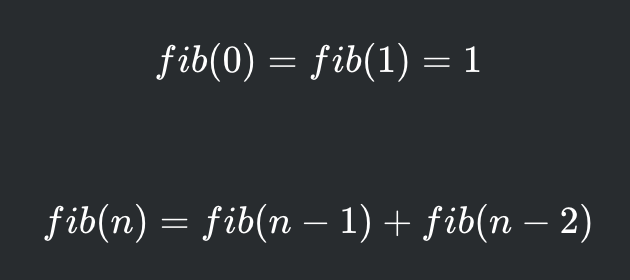 fib(0) = fib(1) = 1
fib(n) = fib(n − 1) + fib(n − 2)